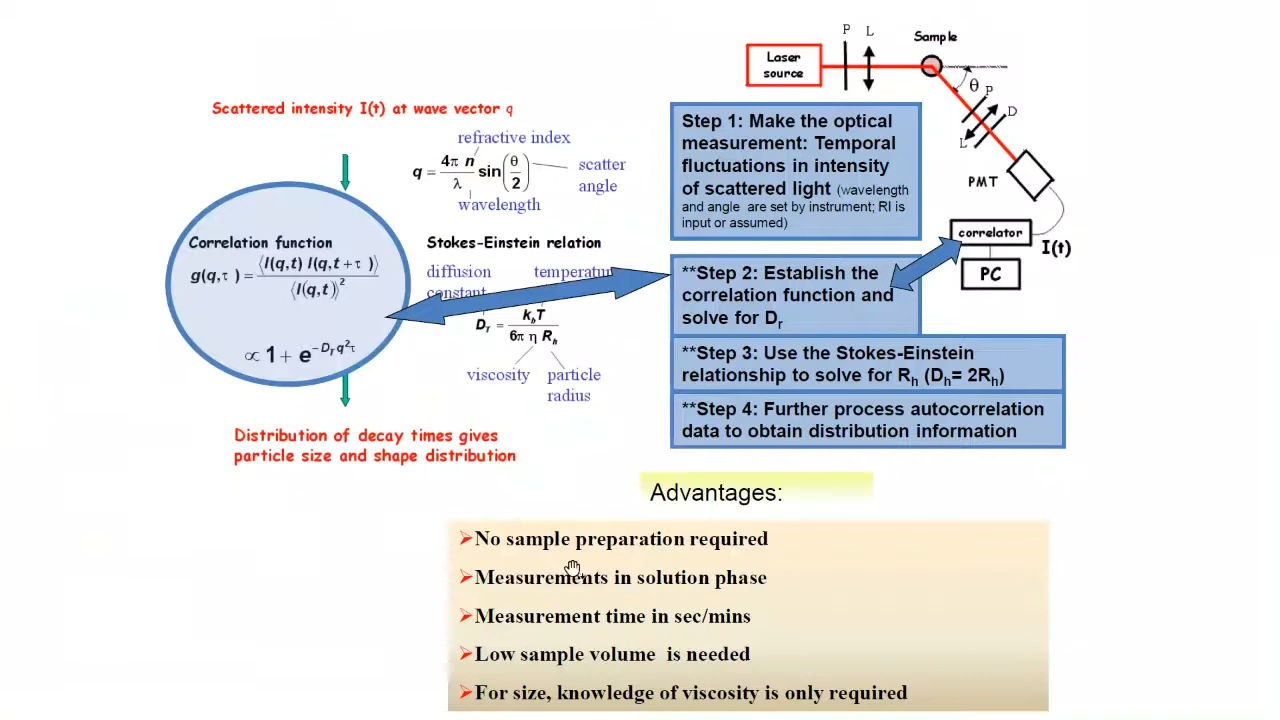 P L
Sample
Laser
source
θ
P
D
L
PMT
correlator
I(t)
PC
Scattered intensity I(t) at wave vector q
refractive index
q = 4π n / λ sin(θ/2)
scatter
angle
wavelength
Correlation function
g(q,τ) = ⟨I(q,t) I(q,t+τ)⟩ / ⟨I(q,t)⟩²
∝ 1 + e^(−D_T q²τ)
Stokes-Einstein relation
diffusion
constant
D_T = k_b T / 6π η R_h
viscosity particle
radius
Distribution of decay times gives
particle size and shape distribution
Step 1: Make the optical
measurement: Temporal
fluctuations in intensity
of scattered light (wavelength
and angle are set by instrument; RI is
input or assumed)
**Step 2: Establish the
correlation function and
solve for D_r
**Step 3: Use the Stokes-Einstein
relationship to solve for R_h (D_h= 2R_h)
**Step 4: Further process autocorrelation
data to obtain distribution information
Advantages:
No sample preparation required
Measurements in solution phase
Measurement time in sec/mins
Low sample volume is needed
For size, knowledge of viscosity is only required